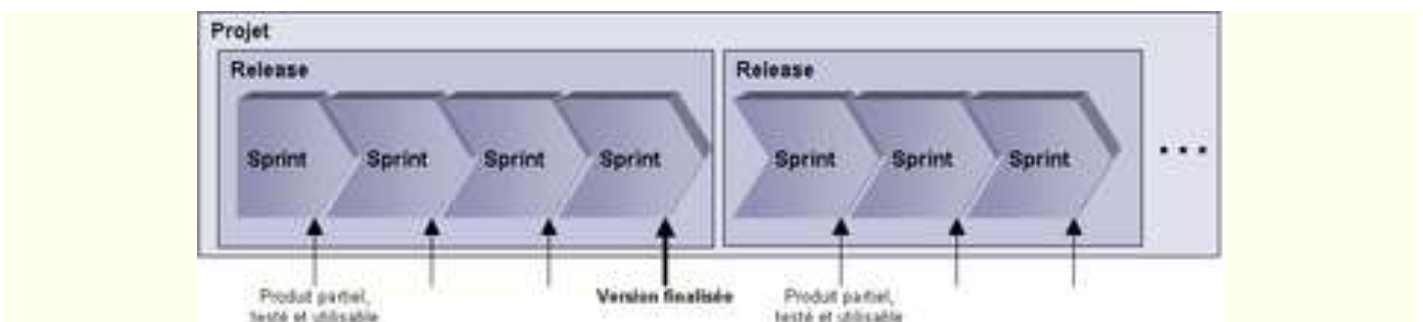 Projet
Release
Release
Sprint
Sprint
Sprint
Sprint
Sprint
Sprint
Sprint
...
Produit partiel,
testé et utilisable
Version finalisée
Produit partiel,
testé et utilisable